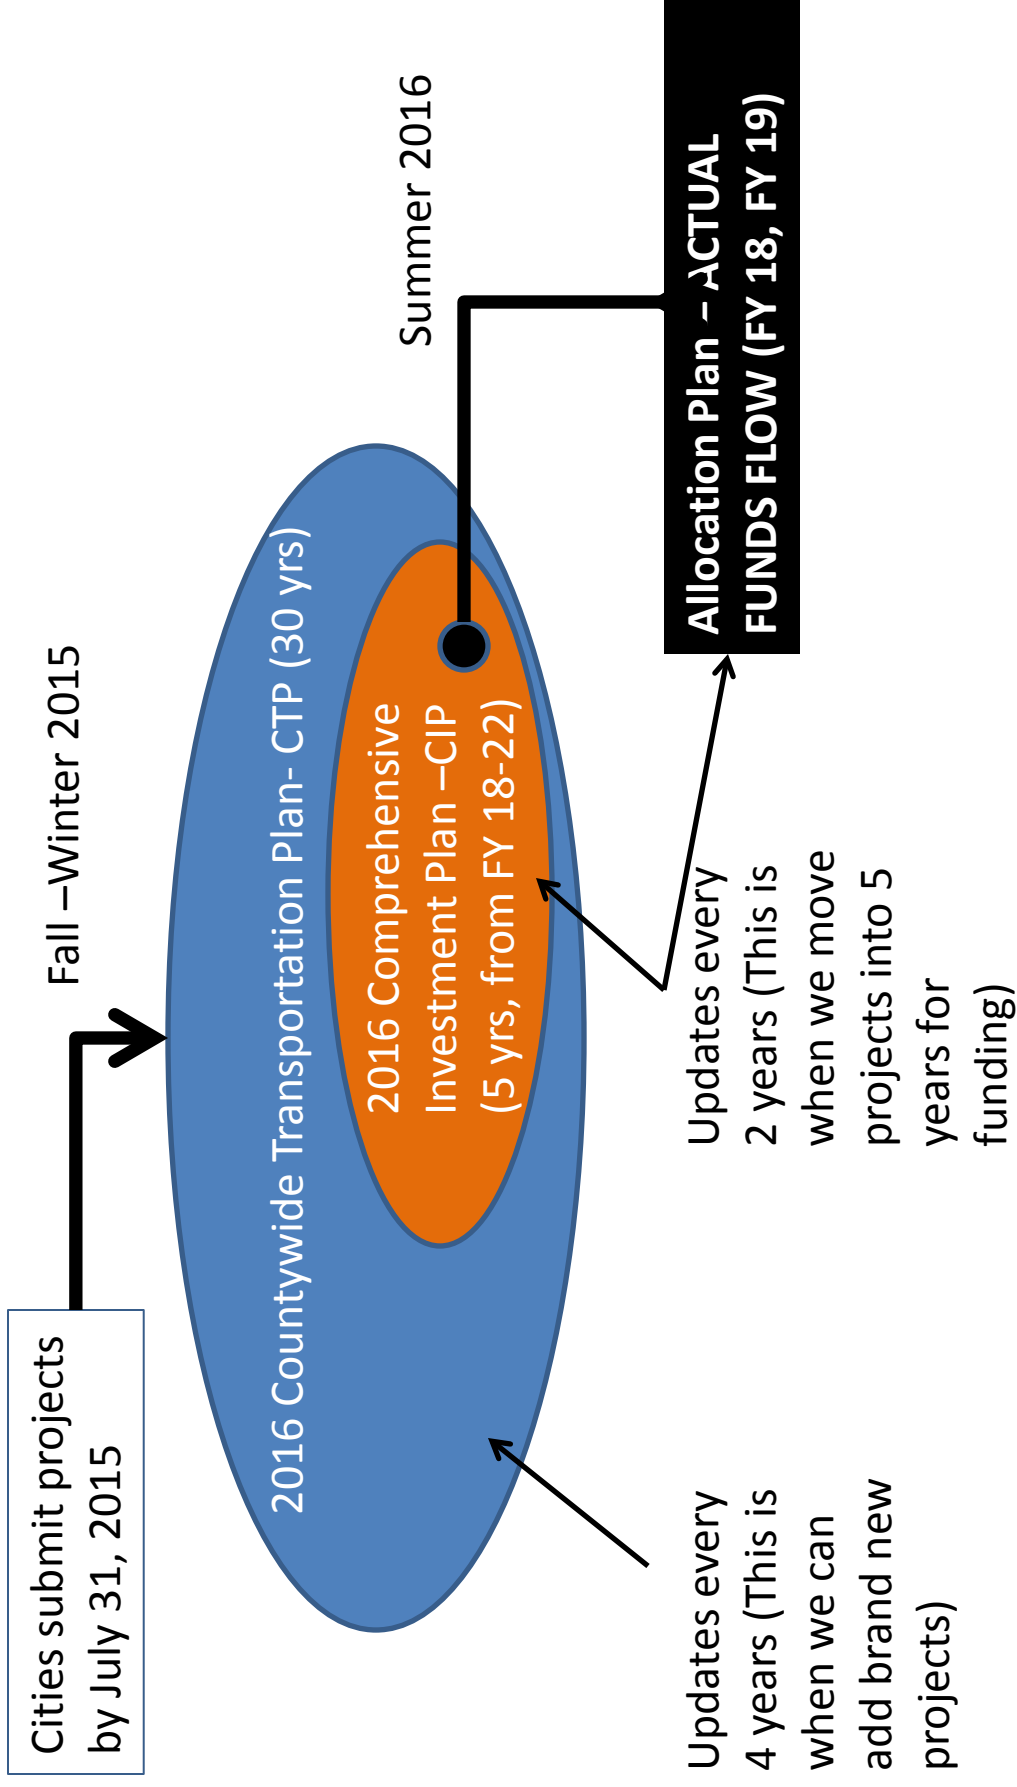 Cities submit projects
by July 31, 2015
Fall –Winter 2015
2016 Countywide Transportation Plan- CTP (30 yrs)
2016 Comprehensive
Investment Plan –CIP
(5 yrs, from FY 18-22)
Summer 2016
Updates every
4 years (This is
when we can
add brand new
projects)
Updates every
2 years (This is
when we move
projects into 5
years for
funding)
Allocation Plan – ACTUAL
FUNDS FLOW (FY 18, FY 19)